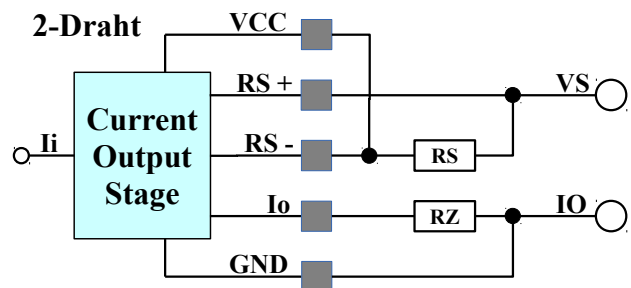 2-Draht
VCC
RS +
VS
Ii
Current
Output
Stage
RS -
RS
Io
RZ
IO
GND